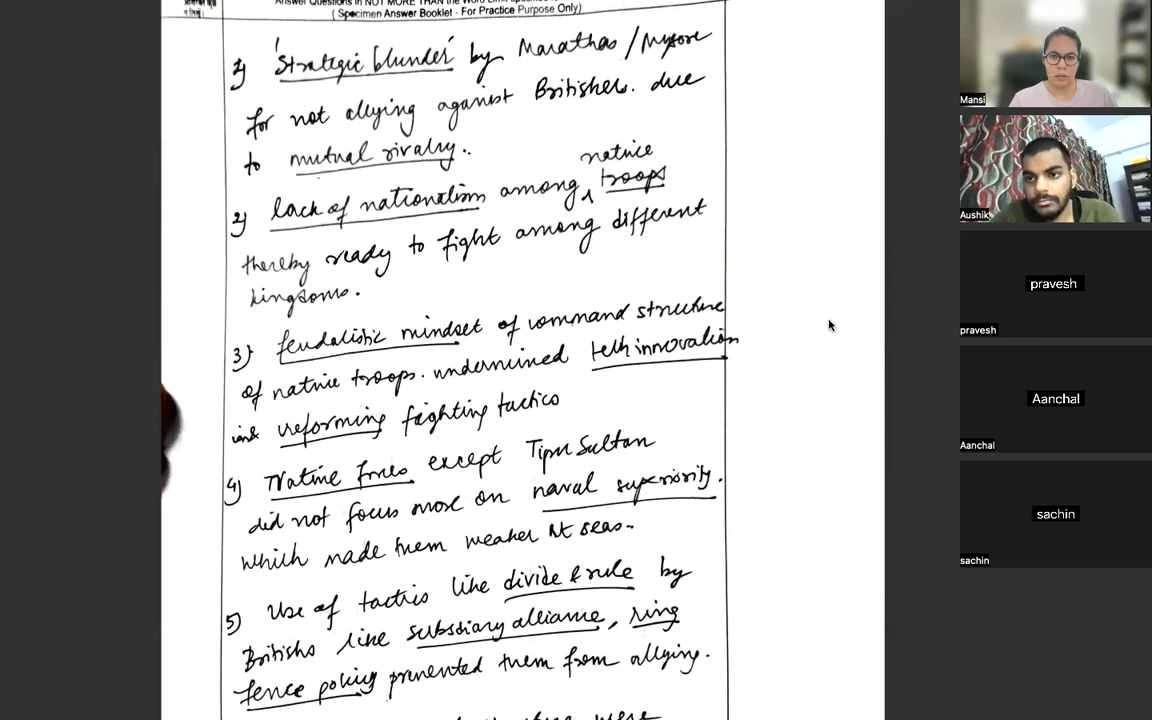 Answer Questions in NOT MORE THAN the Word Limit
( Specimen Answer Booklet - For Practice Purpose Only)
1) 'Strategic blunder' by Marathas / Mysore
for not allying against Britishers. due
to mutual rivalry..
native
2) lack of nationalism among troops
thereby ready to fight among different
kingdoms.
3) feudalistic mindset of command structure
of native troops. undermined tech innovation
and reforming fighting tactics
4) Native forces except Tipu Sultan
did not focus more on naval superiority.
which made them weaker at seas-
5) Use of tactics like divide & rule by
Britishs like subsdiary alliance, ring
fence policy prevented them from allying.
were
Mansi
Aushik
pravesh
pravesh
Aanchal
Aanchal
sachin
sachin